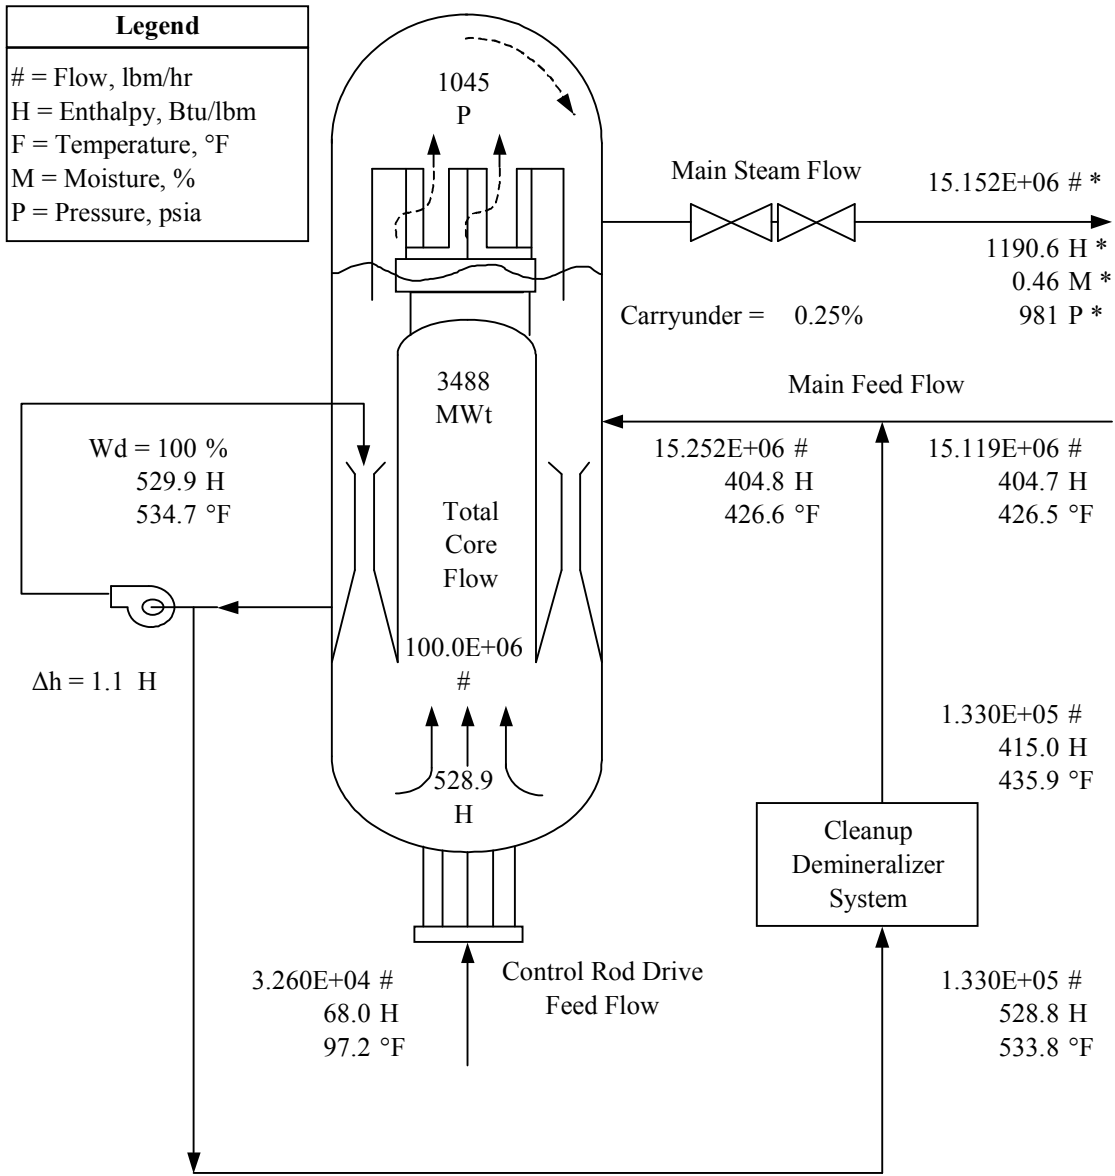 Legend
# = Flow, lbm/hr
H = Enthalpy, Btu/lbm
F = Temperature, °F
M = Moisture, %
P = Pressure, psia
1045
P
Main Steam Flow
15.152E+06 # *
1190.6 H *
0.46 M *
981 P *
Carryunder = 0.25%
3488
MWt
Main Feed Flow
Wd = 100 %
529.9 H
534.7 °F
15.252E+06 #
404.8 H
426.6 °F
15.119E+06 #
404.7 H
426.5 °F
Total
Core
Flow
100.0E+06
#
Δh = 1.1 H
528.9
H
1.330E+05 #
415.0 H
435.9 °F
Cleanup
Demineralizer
System
3.260E+04 #
68.0 H
97.2 °F
Control Rod Drive
Feed Flow
1.330E+05 #
528.8 H
533.8 °F